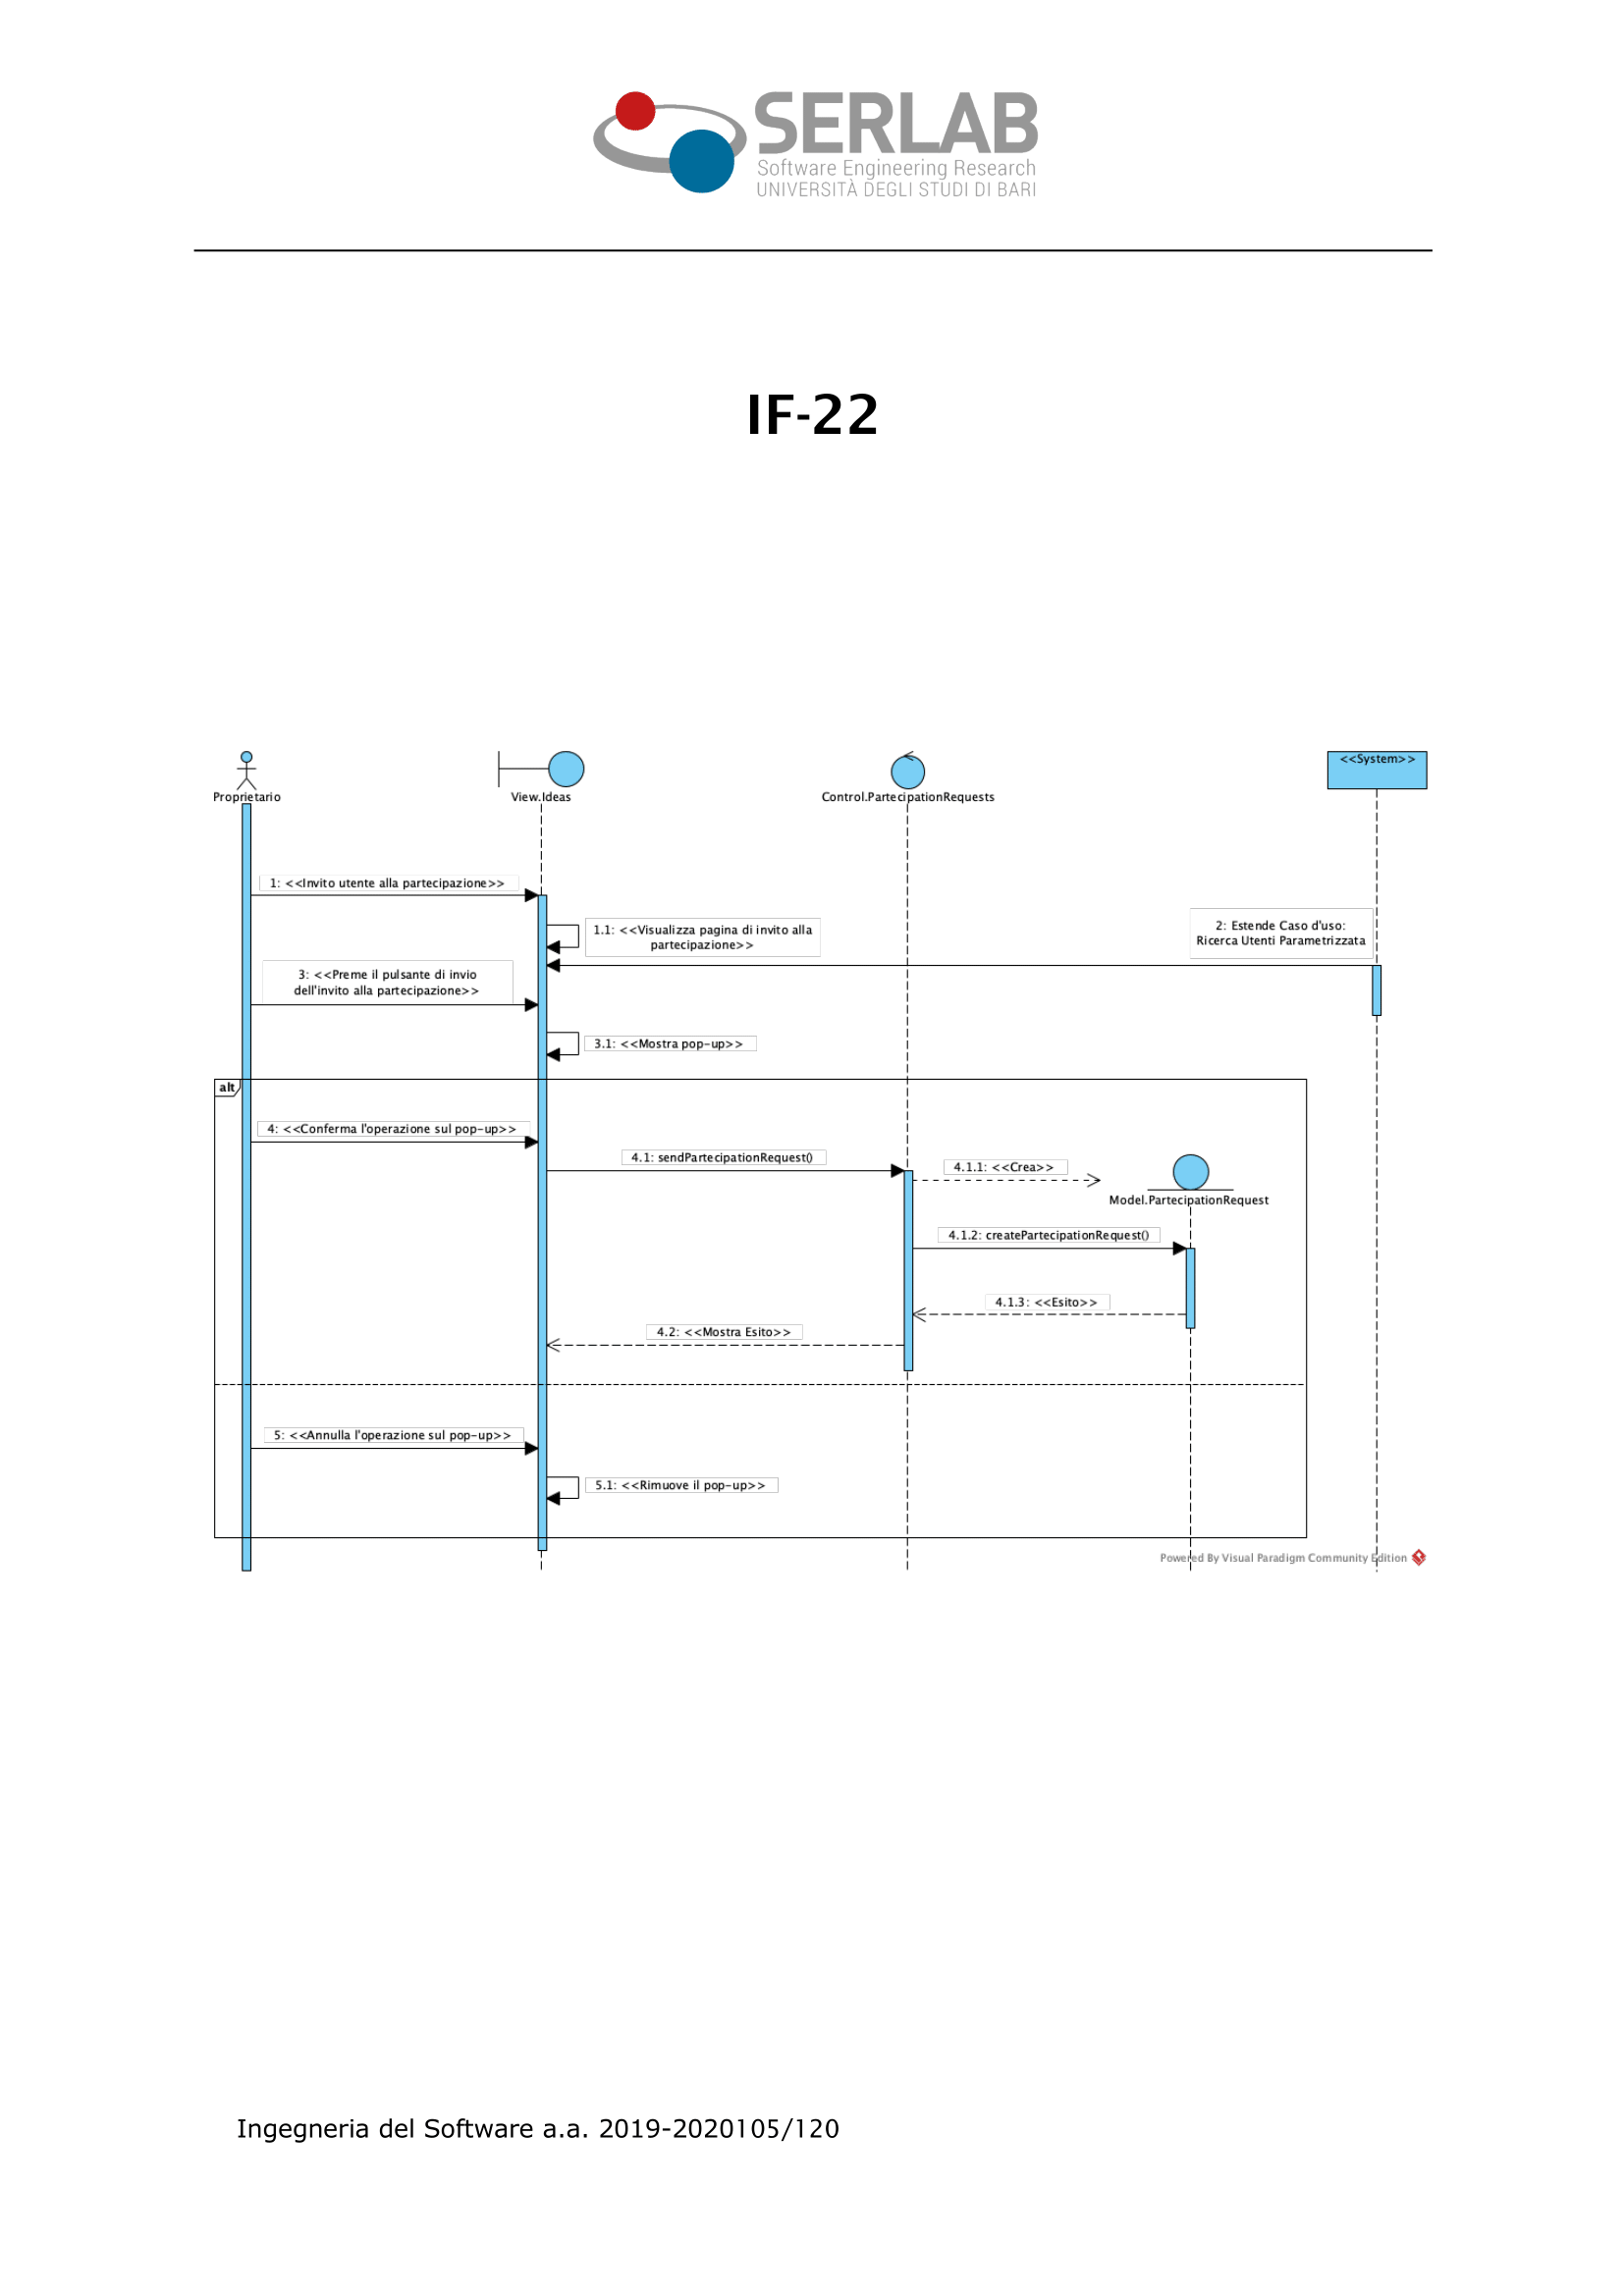 SERLAB
Software Engineering Research
UNIVERSITÀ DEGLI STUDI DI BARI
IF-22
<<System>>
Proprietario
View.Ideas
Control.PartecipationRequests
1: <<Invito utente alla partecipazione>>
1.1: <<Visualizza pagina di invito alla
partecipazione>>
2: Estende Caso d'uso:
Ricerca Utenti Parametrizzata
3: <<Preme il pulsante di invio
dell'invito alla partecipazione>>
3.1: <<Mostra pop-up>>
alt
4: <<Conferma l'operazione sul pop-up>>
4.1: sendPartecipationRequest()
4.1.1: <<Crea>>
Model.PartecipationRequest
4.1.2: createPartecipationRequest()
4.1.3: <<Esito>>
4.2: <<Mostra Esito>>
5: <<Annulla l'operazione sul pop-up>>
5.1: <<Rimuove il pop-up>>
Powered By Visual Paradigm Community Edition
Ingegneria del Software a.a. 2019-2020105/120